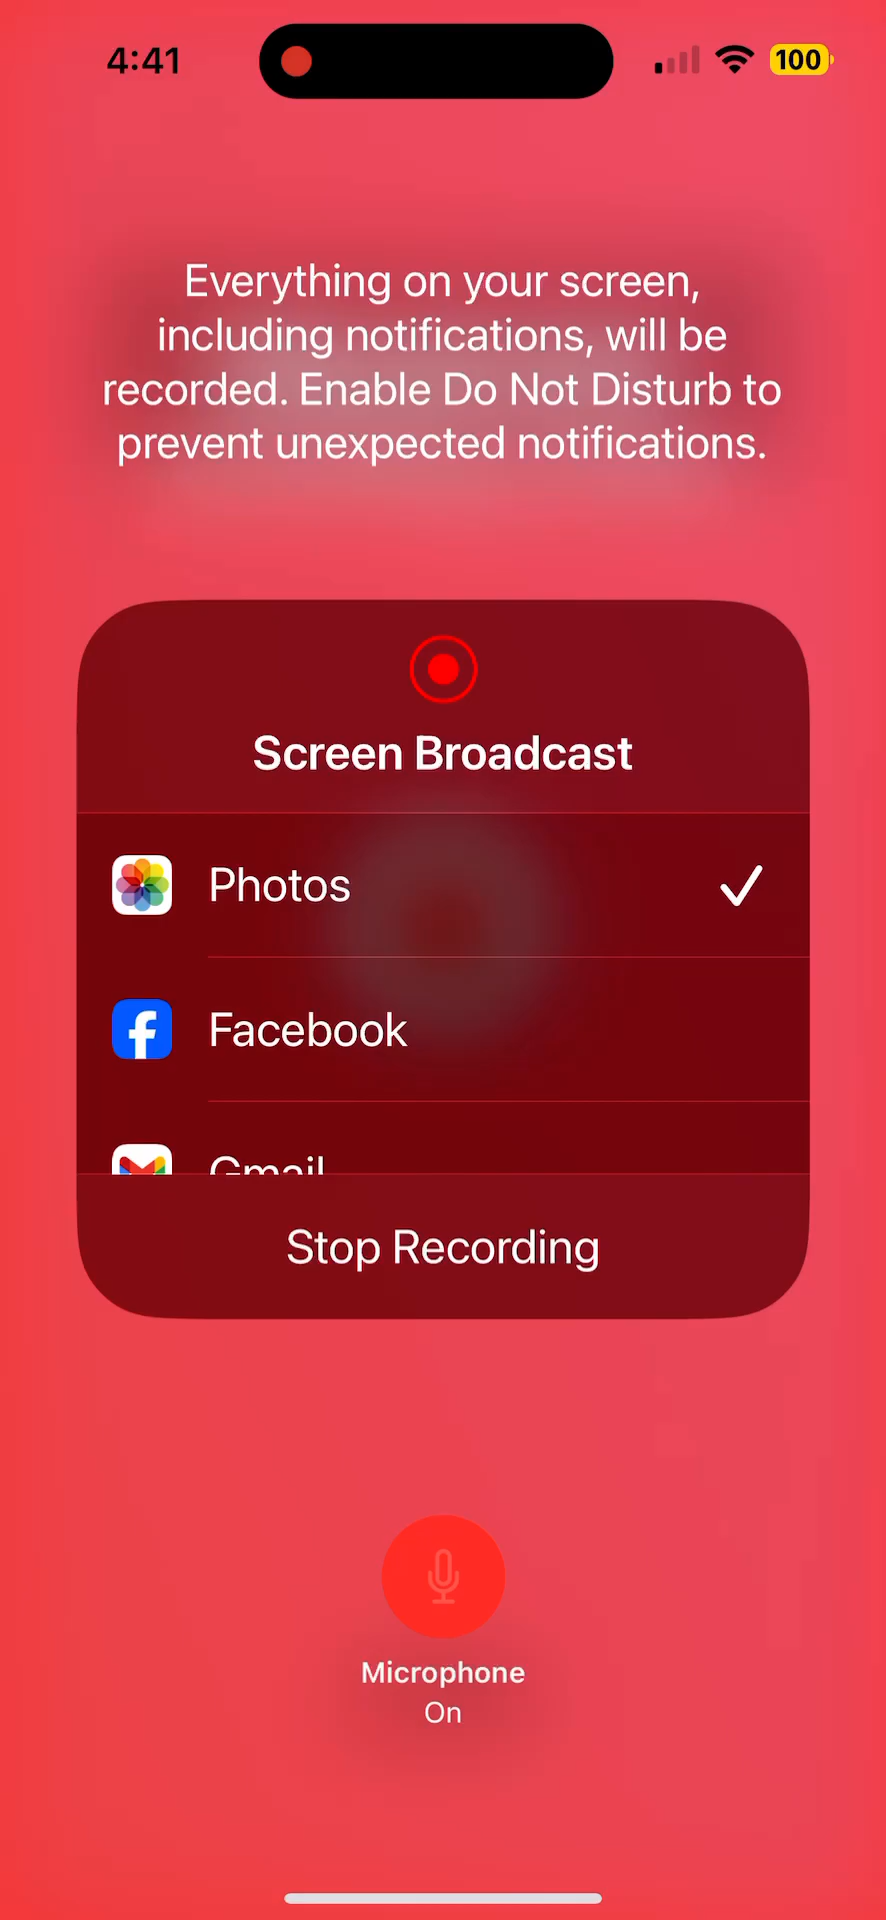 4:41
100
Everything on your screen,
including notifications, will be
recorded. Enable Do Not Disturb to
prevent unexpected notifications.
Screen Broadcast
Photos
Facebook
Gmail
Stop Recording
Microphone
On